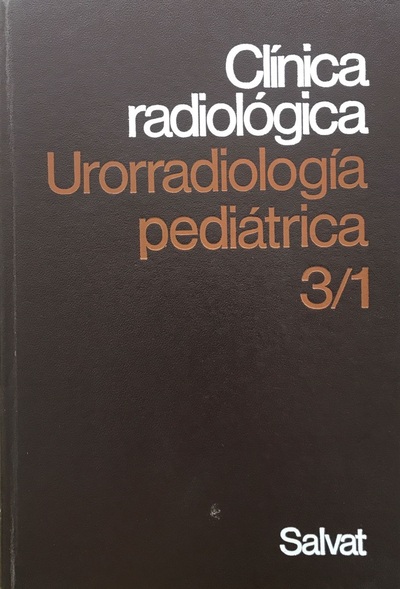 Clínica
radiológica
Urorradiología
pediátrica
3/1
Salvat